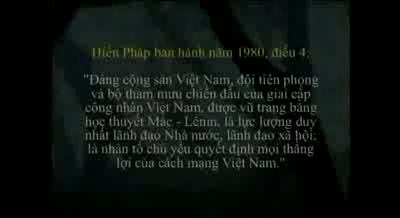 Hiến Pháp ban hành năm 1980, điều 4:
"Đảng cộng sản Việt Nam, đội tiên phong
và bộ tham mưu chiến đấu của giai cấp
công nhân Việt Nam, được vũ trang bằng
học thuyết Mác - Lênin, là lực lượng duy
nhất lãnh đạo Nhà nước, lãnh đạo xã hội;
là nhân tố chủ yếu quyết định mọi thắng
lợi của cách mạng Việt Nam."